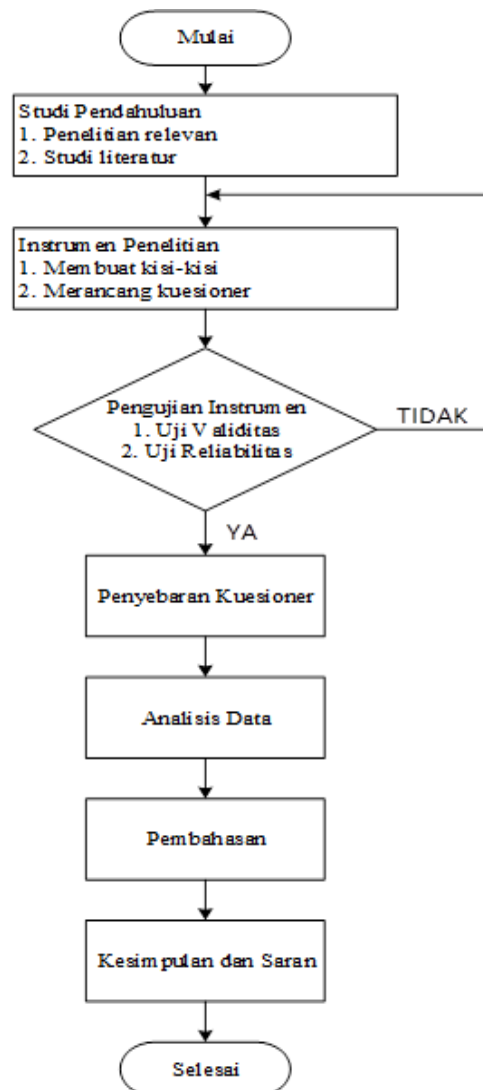 Mulai
Studi Pendahuluan
1. Penelitian relevan
2. Studi literatur
Instrumen Penelitian
1. Membuat kisi-kisi
2. Merancang kuesioner
Pengujian Instrumen
1. Uji Validitas
2. Uji Reliabilitas
TIDAK
YA
Penyebaran Kuesioner
Analisis Data
Pembahasan
Kesimpulan dan Saran
Selesai